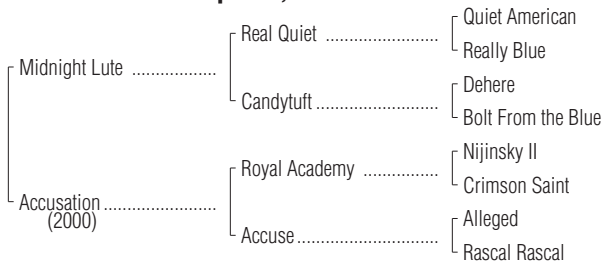 Quiet American
Real Quiet ....................
Really Blue
Midnight Lute ..................
Dehere
Candytuft .....................
Bolt From the Blue
Nijinsky II
Royal Academy .............
Crimson Saint
Accusation ....................
(2000)
Alleged
Accuse .........................
Rascal Rascal